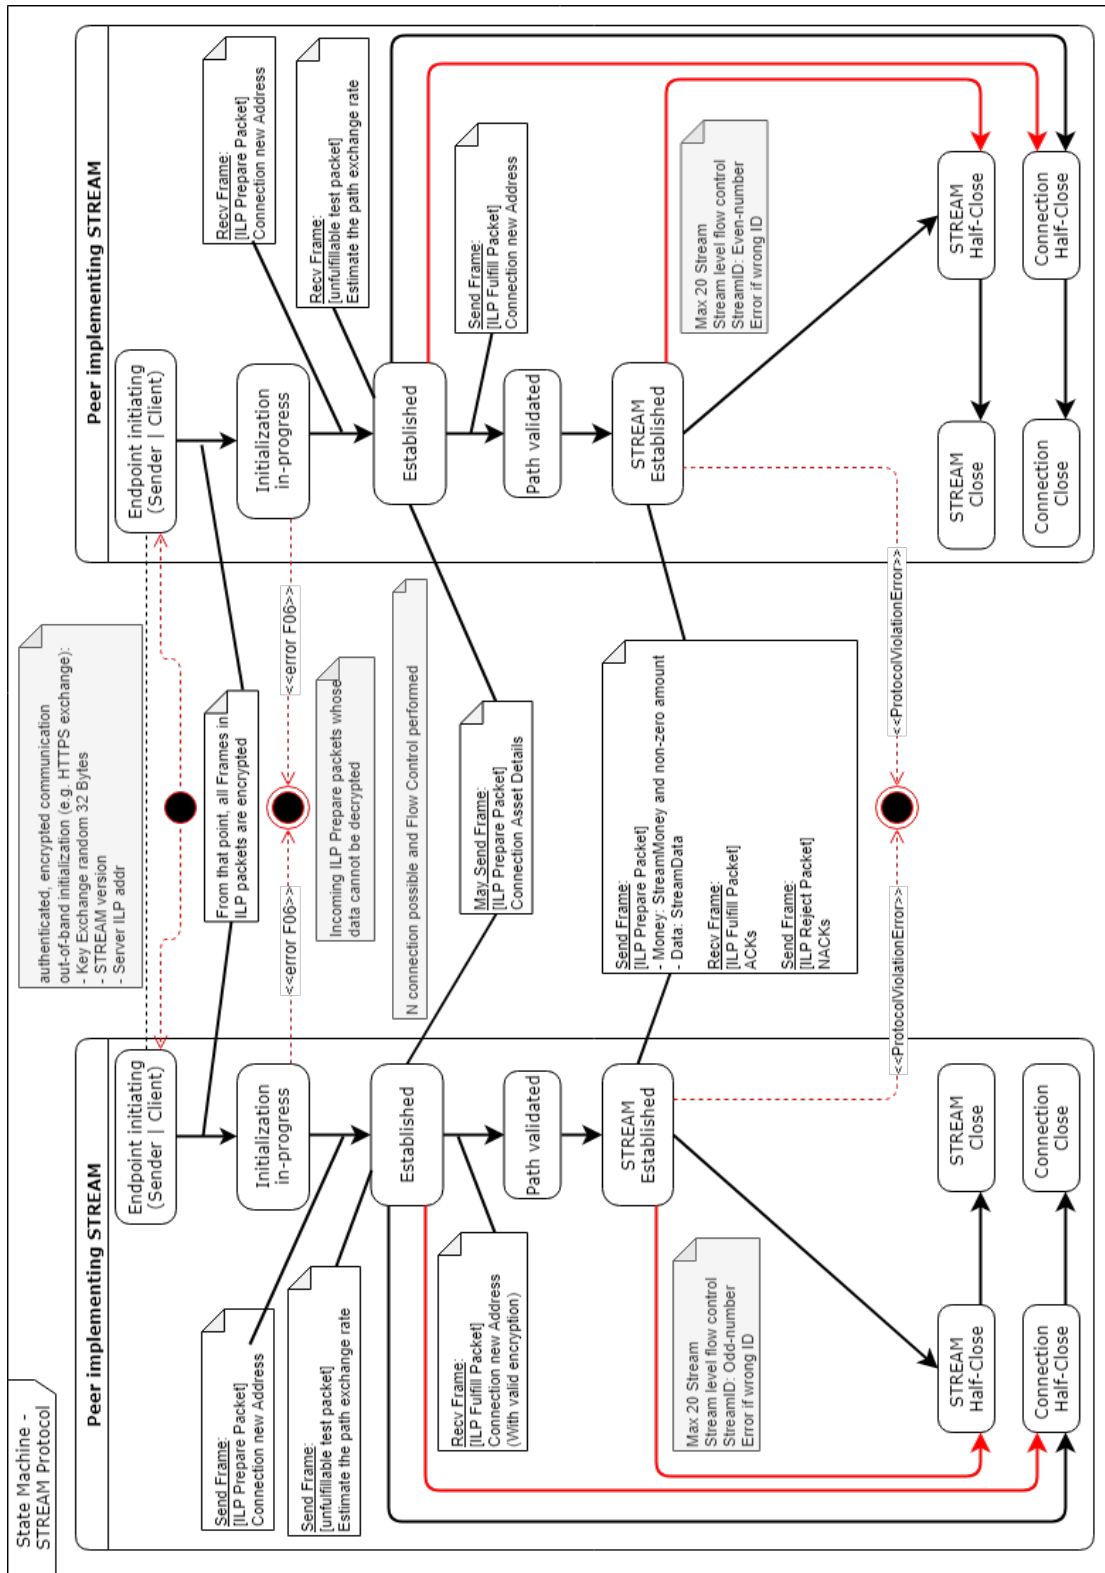 State Machine -
STREAM Protocol
Peer implementing STREAM
Endpoint initiating
(Sender | Client)
Initialization
in-progress
Established
Path validated
STREAM
Established
STREAM
Half-Close
STREAM
Close
Connection
Half-Close
Connection
Close
Send Frame:
[ILP Prepare Packet]
Connection new Address
Send Frame:
[unfulfillable test packet]
Estimate the path exchange rate
Recv Frame:
[ILP Fulfill Packet]
Connection new Address
(With valid encryption)
Max 20 Stream
Stream level flow control
StreamID: Odd-number
Error if wrong ID
authenticated, encrypted communication
out-of-band initialization (e.g. HTTPS exchange):
- Key Exchange random 32 Bytes
- STREAM version
- Server ILP addr
From that point, all Frames in
ILP packets are encrypted
<<error F06>>
<<error F06>>
Incoming ILP Prepare packets whose
data cannot be decrypted
N connection possible and Flow Control performed
May Send Frame:
[ILP Prepare Packet]
Connection Asset Details
Send Frame:
[ILP Prepare Packet]
- Money: StreamMoney and non-zero amount
- Data: StreamData
Recv Frame:
[ILP Fulfill Packet]
ACKs
Send Frame:
[ILP Reject Packet]
NACKs
<<ProtocolViolationError>>
<<ProtocolViolationError>>
Peer implementing STREAM
Endpoint initiating
(Sender | Client)
Initialization
in-progress
Established
Path validated
STREAM
Established
STREAM
Close
STREAM
Half-Close
Connection
Close
Connection
Half-Close
Recv Frame:
[ILP Prepare Packet]
Connection new Address
Recv Frame:
[unfulfillable test packet]
Estimate the path exchange rate
Send Frame:
[ILP Fulfill Packet]
Connection new Address
Max 20 Stream
Stream level flow control
StreamID: Even-number
Error if wrong ID